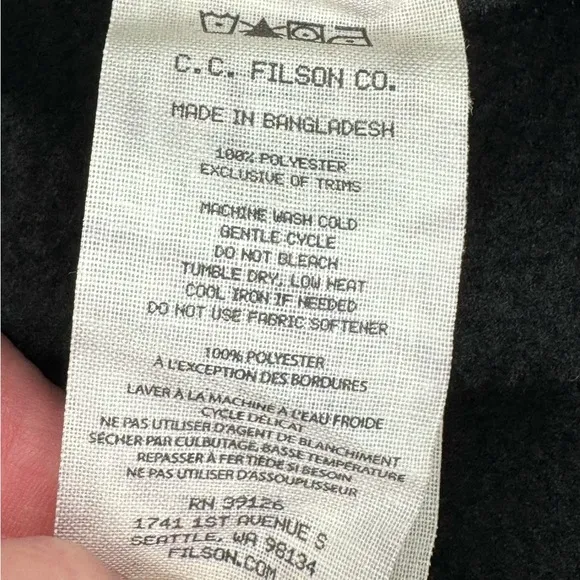 C.C. FILSON CO.
MADE IN BANGLADESH
100% POLYESTER
EXCLUSIVE OF TRIMS
MACHINE WASH COLD
GENTLE CYCLE
DO NOT BLEACH
TUMBLE DRY, LOW HEAT
COOL IRON IF NEEDED
DO NOT USE FABRIC SOFTENER
100% POLYESTER
À L'EXCEPTION DES BORDURES
LAVER À LA MACHINE À L'EAU FROIDE
CYCLE DÉLICAT
NE PAS UTILISER D'AGENT DE BLANCHIMENT
SÉCHER PAR CULBUTAGE, BASSE TEMPÉRATURE
REPASSER À FER TIÈDE SI BESOIN
NE PAS UTILISER D'ASSOUPLISSEUR
RN 39126
1741 1ST AVENUE S
SEATTLE, WA 98134
FILSON.COM